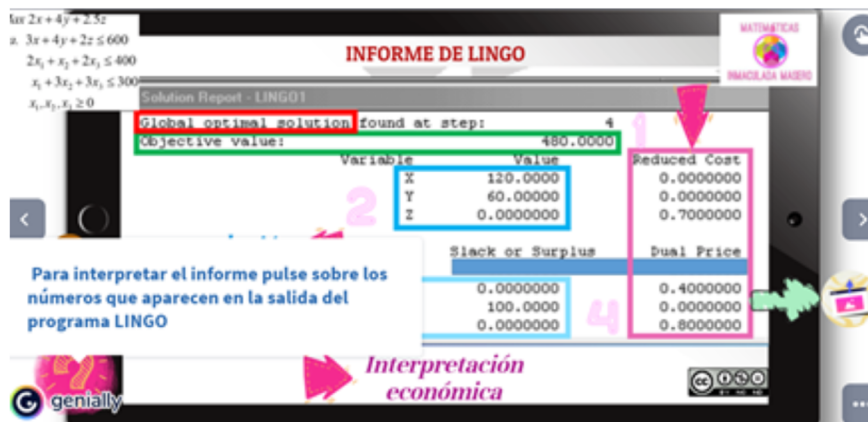 Max 2x + 4y + 2.5z
3x + 4y + 2z ≤ 600
2x₁ + x₂ + 2x₃ ≤ 400
x₁ + 3x₂ + 3x₃ ≤ 300
x₁, x₂, x₃ ≥ 0
INFORME DE LINGO
MATEMÁTICAS
INMACULADA MASERO
Solution Report - LINGO1
Global optimal solution found at step: 4
Objective value: 480.0000
1
Variable Value Reduced Cost
X 120.0000 0.0000000
Y 60.00000 0.0000000
Z 0.0000000 0.7000000
2
Slack or Surplus Dual Price
0.0000000 0.4000000
100.0000 0.0000000
0.0000000 0.8000000
4
Para interpretar el informe pulse sobre los
números que aparecen en la salida del
programa LINGO
Interpretación
económica
genially
cc
BY NC ND